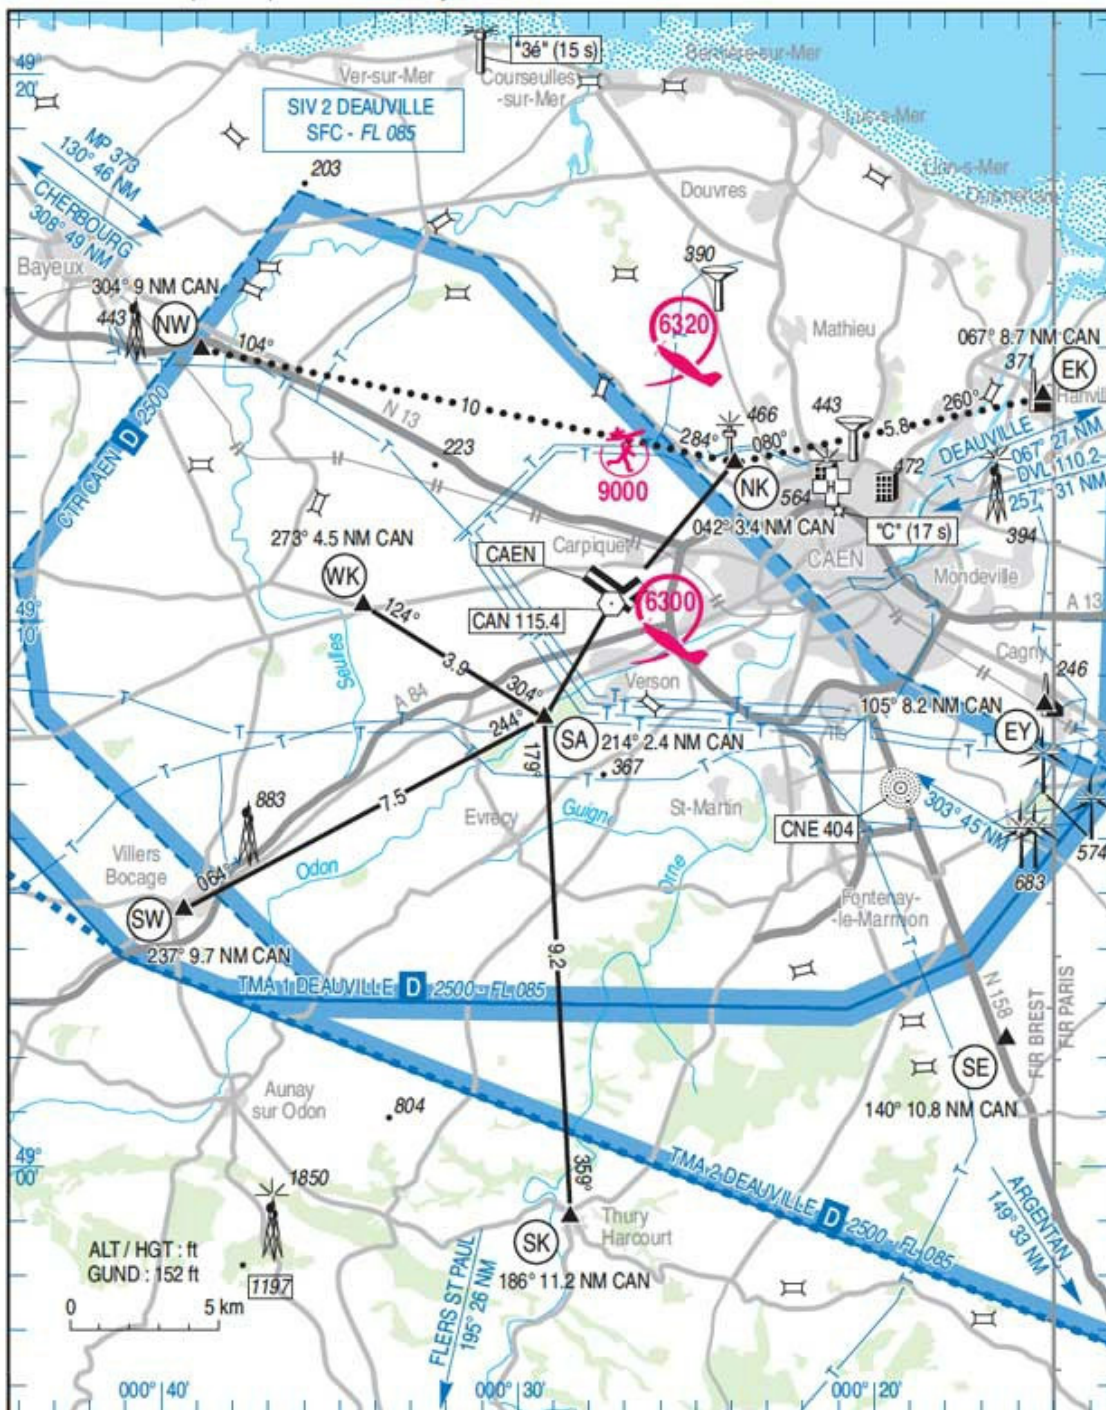 49°
20'
"3é" (15 s)
Ver-sur-Mer
Courseulles
-sur-Mer
Bernière-sur-Mer
SIV 2 DEAUVILLE
SFC - FL 085
Luc-s-Mer
Lion-s-Mer
MP 373
130° 46 NM
CHERBOURG
308° 49 NM
203
Douvres
Bayeux
390
304° 9 NM CAN
443
NW
6320
Mathieu
067° 8.7 NM CAN
371
EK
104°
10
N 13
CTR CAEN D 2500
466
443
284°
080°
5.8
260°
DEAUVILLE
067° 27 NM
DVL 110.2
257° 31 NM
223
9000
NK
564
472
394
042° 3.4 NM CAN
"C" (17 s)
273° 4.5 NM CAN
CAEN
Carpiquet
CAEN
Mondeville
WK
49°
10'
124°
CAN 115.4
6300
A 13
Seulles
3.9
304°
A 84
Verson
Cagny
246
244°
105° 8.2 NM CAN
EY
SA
214° 2.4 NM CAN
179°
367
Ifs
883
7.5
Evrecy
Guigne
St-Martin
303° 45 NM
CNE 404
574
Villers
Bocage
064°
Odon
Orne
683
SW
Fontenay-
-le-Marmion
237° 9.7 NM CAN
9.2
TMA 1 DEAUVILLE D 2500 - FL 085
N 158
FIR BREST
FIR PARIS
SE
Aunay
sur Odon
804
140° 10.8 NM CAN
49°
00'
1850
359°
TMA 2 DEAUVILLE D 2500 - FL 085
ARGENTAN
149° 33 NM
Thury
Harcourt
SK
ALT / HGT : ft
GUND : 152 ft
1197
186° 11.2 NM CAN
0
5 km
FLERS ST PAUL
195° 26 NM
000° 40'
000° 30'
000° 20'